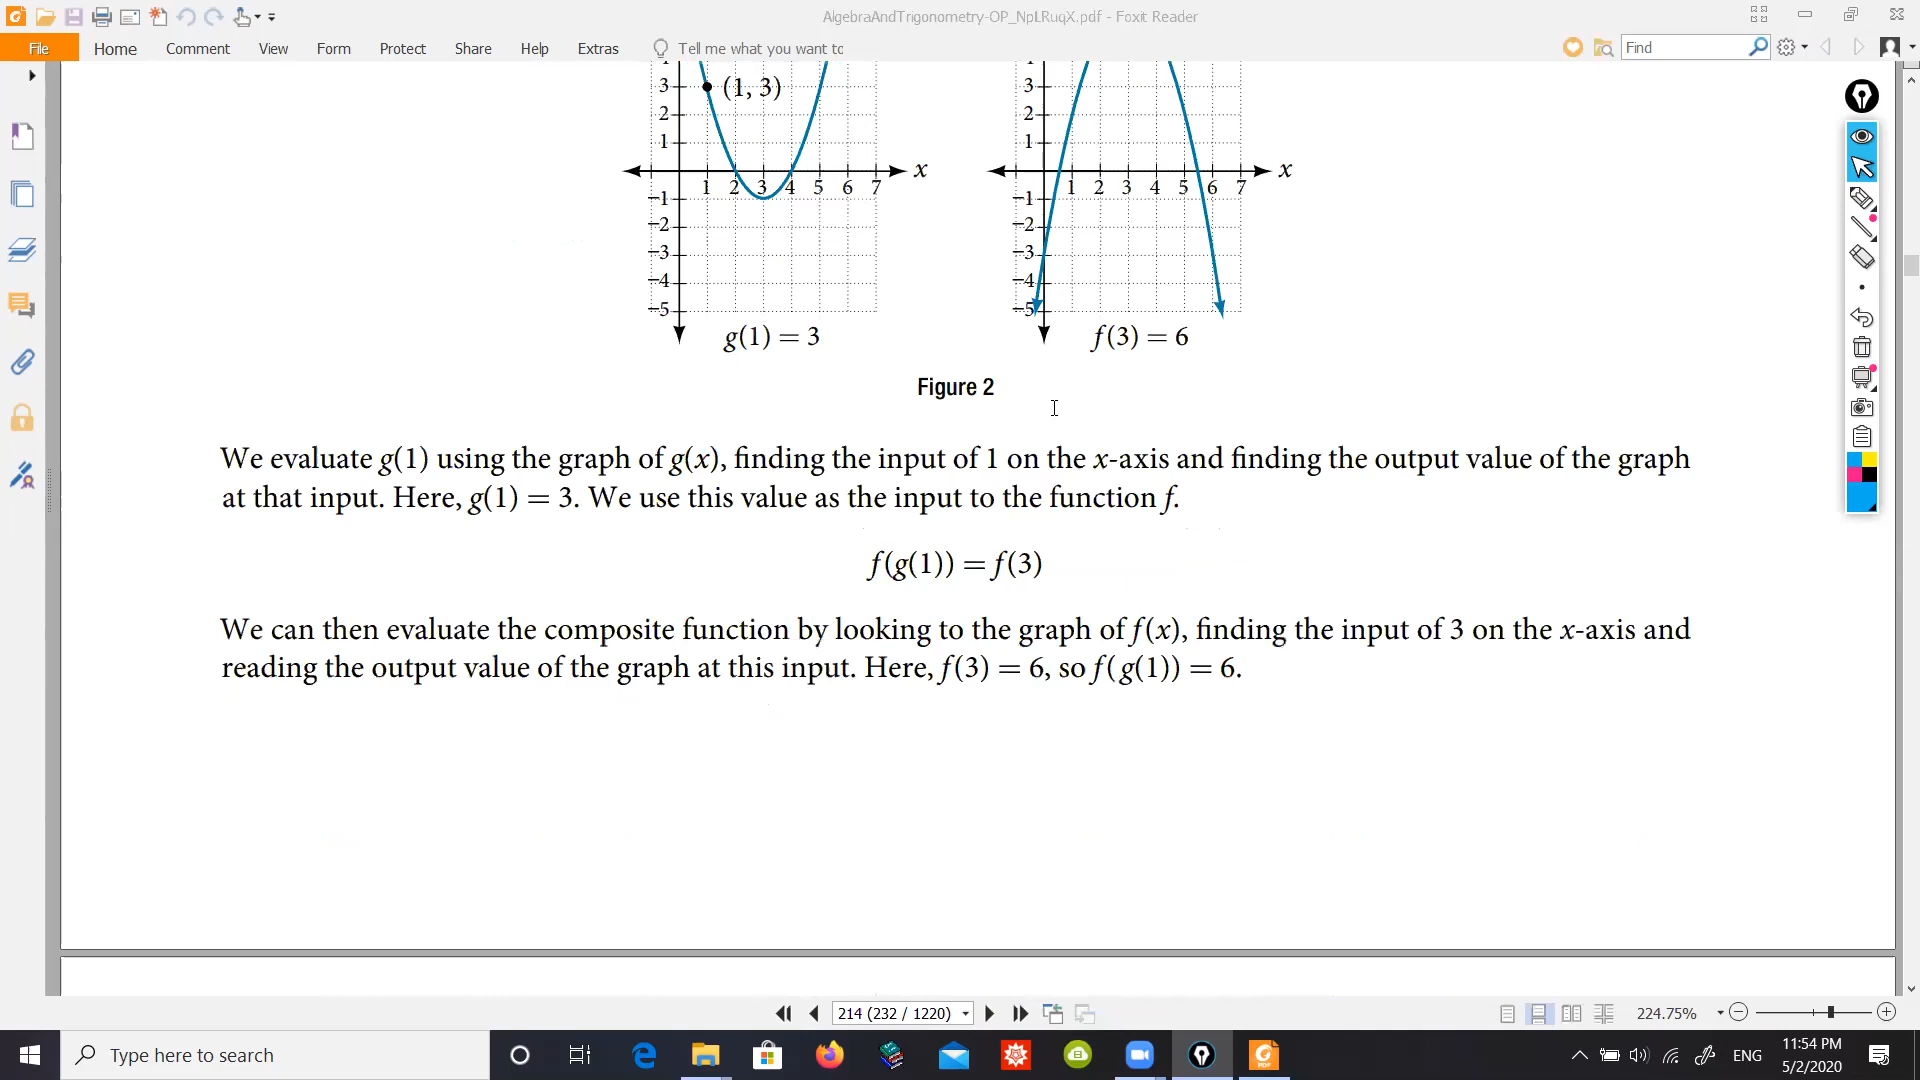 AlgebraAndTrigonometry-OP_NpLRuqX.pdf - Foxit Reader
File Home Comment View Form Protect Share Help Extras Tell me what you want to Find
3 (1, 3)
2
1
x
1 2 3 4 5 6 7
−1
−2
−3
−4
−5
g(1) = 3
3
2
1
x
1 2 3 4 5 6 7
−1
−2
−3
−4
−5
f(3) = 6
Figure 2
We evaluate g(1) using the graph of g(x), finding the input of 1 on the x-axis and finding the output value of the graph
at that input. Here, g(1) = 3. We use this value as the input to the function f.
f(g(1)) = f(3)
We can then evaluate the composite function by looking to the graph of f(x), finding the input of 3 on the x-axis and
reading the output value of the graph at this input. Here, f(3) = 6, so f(g(1)) = 6.
214 (232 / 1220) 224.75%
Type here to search
ENG
11:54 PM
5/2/2020